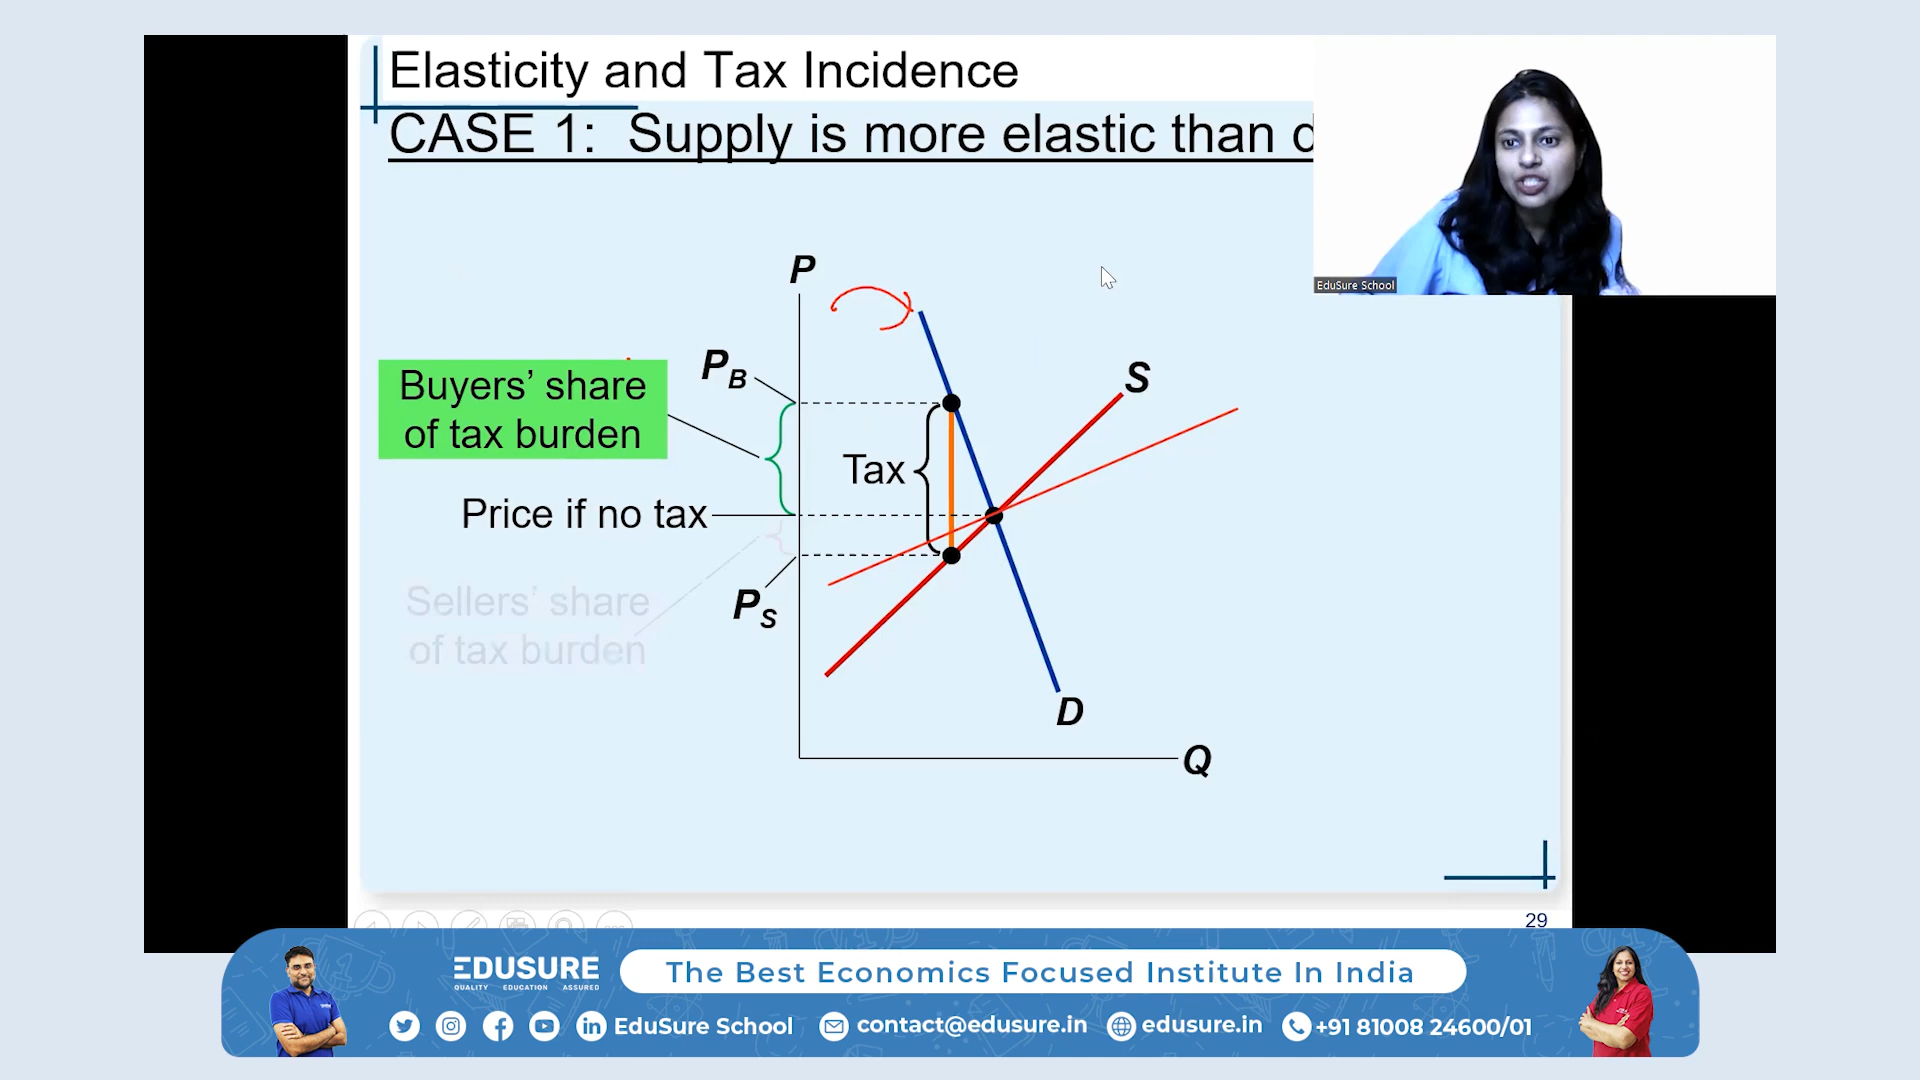 Elasticity and Tax Incidence
CASE 1: Supply is more elastic than d
EduSure School
P
P_B
S
Buyers’ share
of tax burden
Tax
Price if no tax
Sellers’ share
of tax burden
P_S
D
Q
29
EDUSURE
QUALITY EDUCATION ASSURED
The Best Economics Focused Institute In India
EduSure School
contact@edusure.in
edusure.in
+91 81008 24600/01